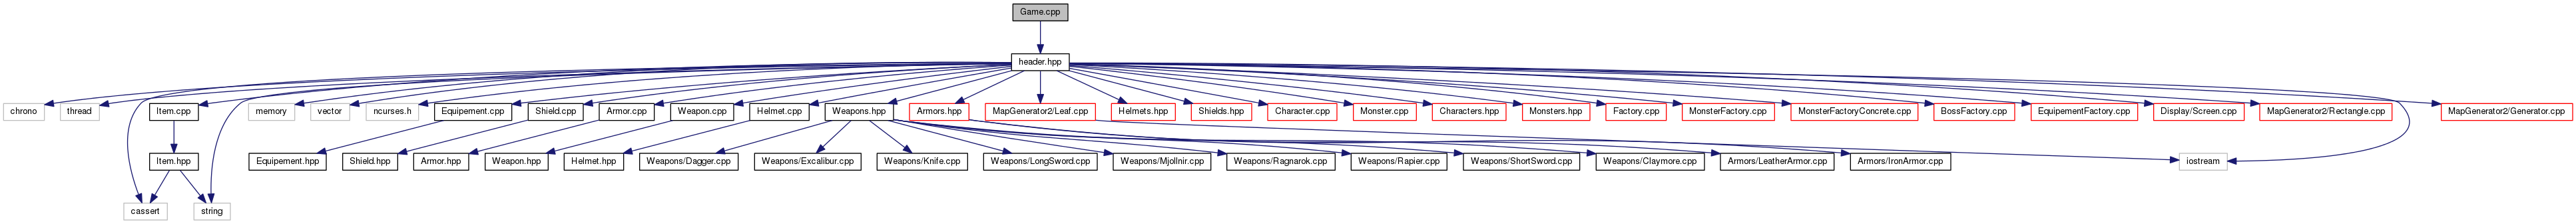 Game.cpp
header.hpp
chrono
thread
Item.cpp
memory
vector
ncurses.h
Equipement.cpp
Shield.cpp
Armor.cpp
Weapon.cpp
Helmet.cpp
Weapons.hpp
Armors.hpp
MapGenerator2/Leaf.cpp
Helmets.hpp
Shields.hpp
Character.cpp
Monster.cpp
Characters.hpp
Monsters.hpp
Factory.cpp
MonsterFactory.cpp
MonsterFactoryConcrete.cpp
BossFactory.cpp
EquipementFactory.cpp
Display/Screen.cpp
MapGenerator2/Rectangle.cpp
MapGenerator2/Generator.cpp
Item.hpp
Equipement.hpp
Shield.hpp
Armor.hpp
Weapon.hpp
Helmet.hpp
Weapons/Dagger.cpp
Weapons/Excalibur.cpp
Weapons/Knife.cpp
Weapons/LongSword.cpp
Weapons/Mjollnir.cpp
Weapons/Ragnarok.cpp
Weapons/Rapier.cpp
Weapons/ShortSword.cpp
Weapons/Claymore.cpp
Armors/LeatherArmor.cpp
Armors/IronArmor.cpp
iostream
cassert
string